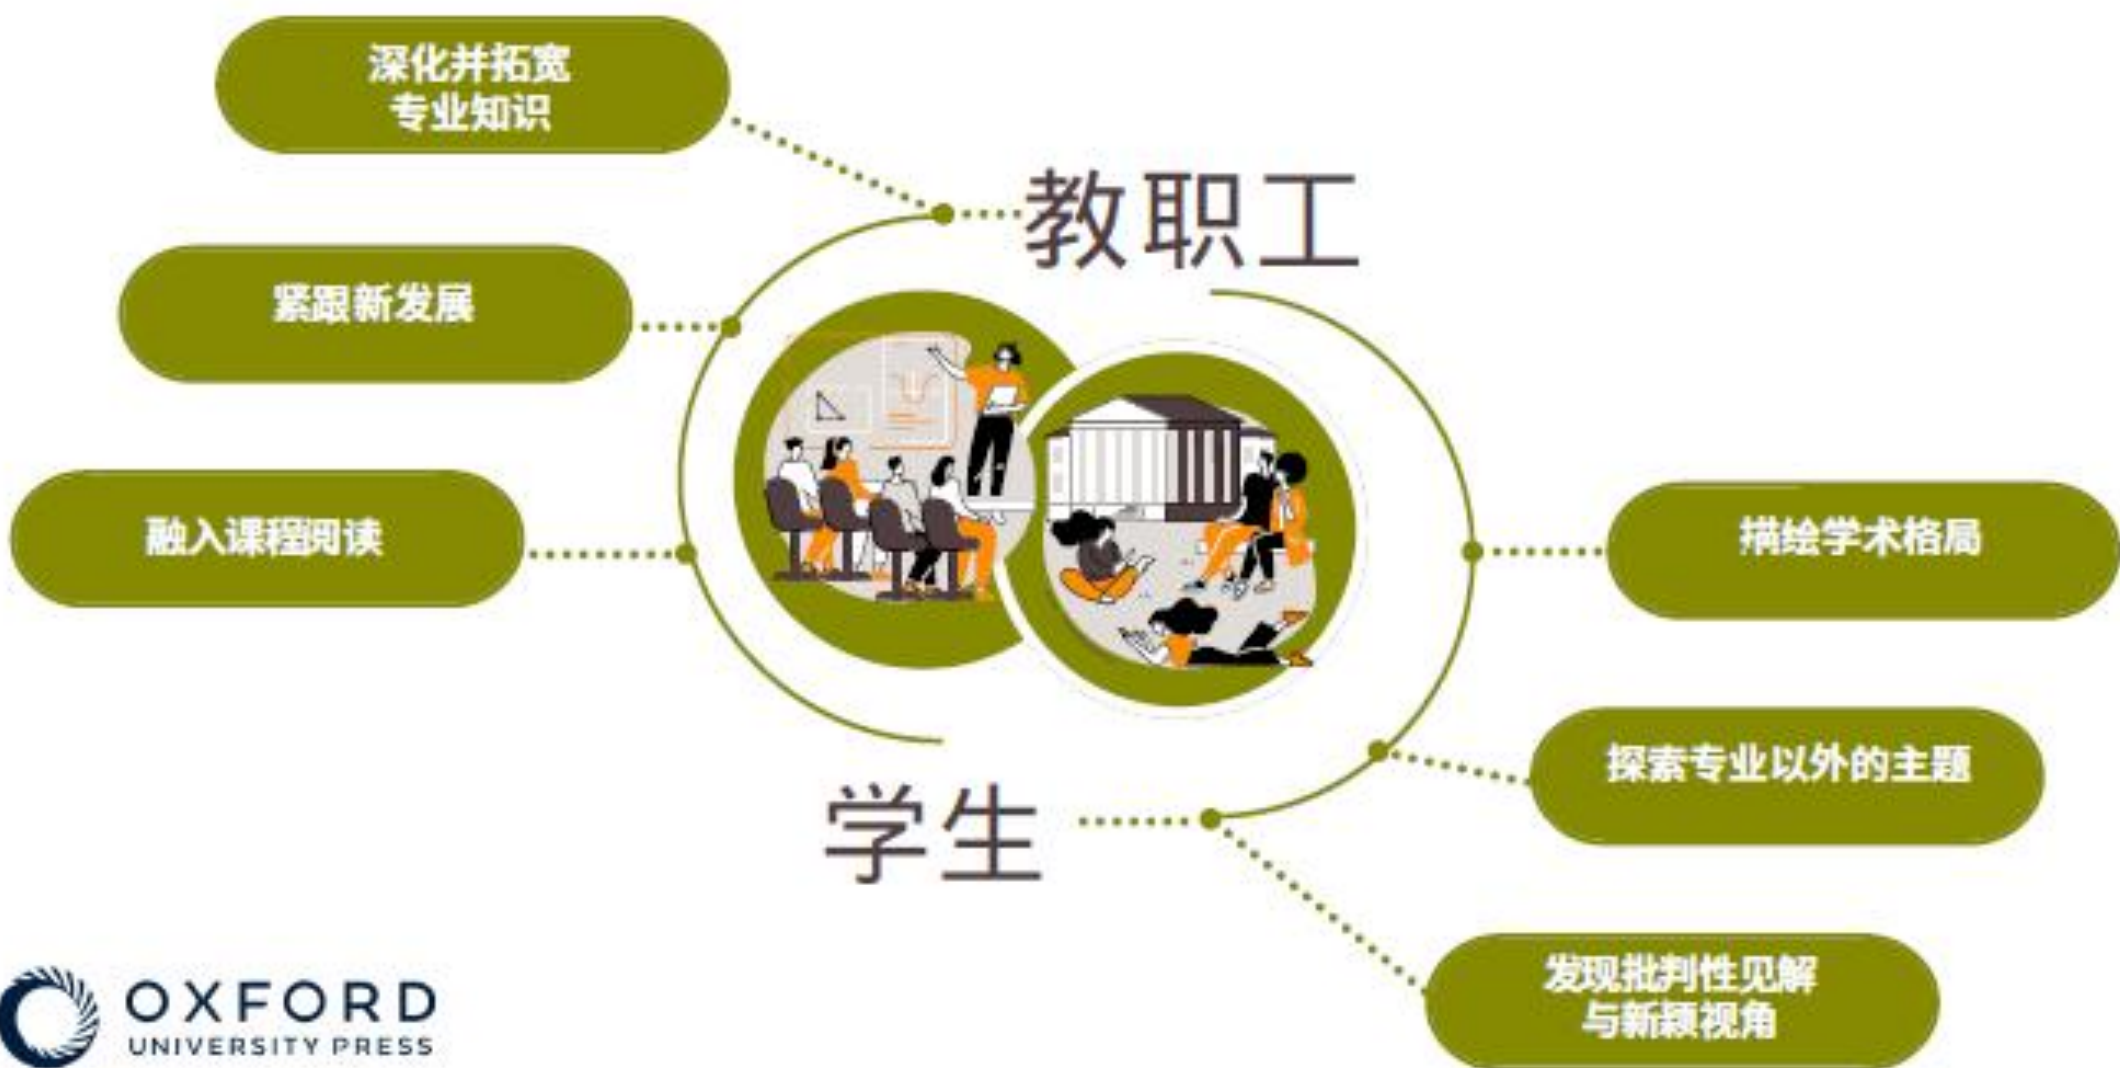 深化并拓宽
专业知识
教职工
紧跟新发展
融入课程阅读
描绘学术格局
探索专业以外的主题
学生
发现批判性见解
与新颖视角
OXFORD
UNIVERSITY PRESS